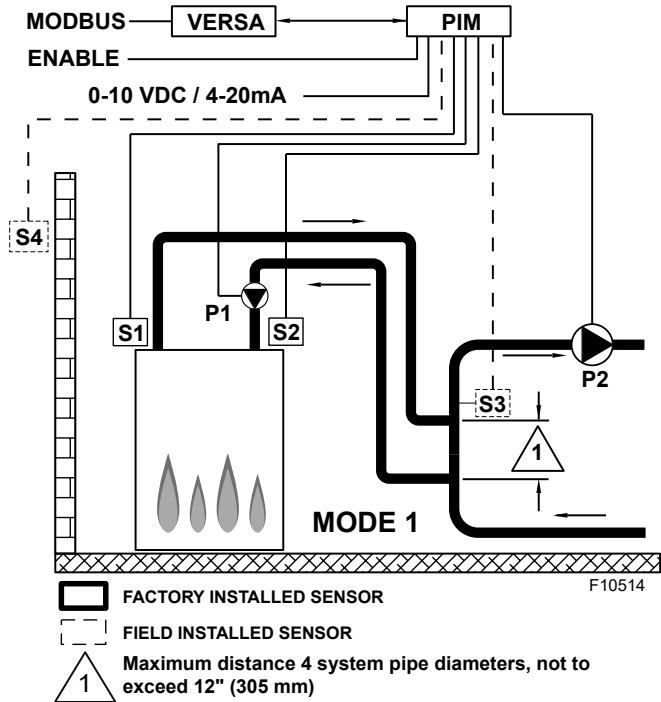 MODBUS VERSA PIM
ENABLE
0-10 VDC / 4-20mA
S4
P1
S1 S2
P2
S3
1
MODE 1
F10514
FACTORY INSTALLED SENSOR
FIELD INSTALLED SENSOR
1 Maximum distance 4 system pipe diameters, not to
exceed 12" (305 mm)